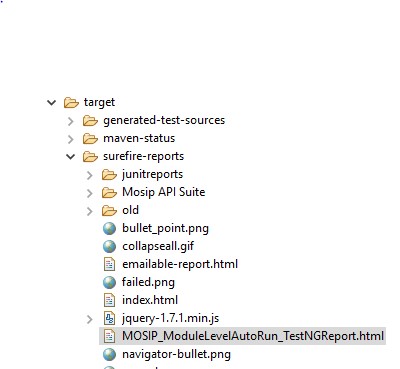 target
generated-test-sources
maven-status
surefire-reports
junitreports
Mosip API Suite
old
bullet_point.png
collapseall.gif
emailable-report.html
failed.png
index.html
jquery-1.7.1.min.js
MOSIP_ModuleLevelAutoRun_TestNGReport.html
navigator-bullet.png